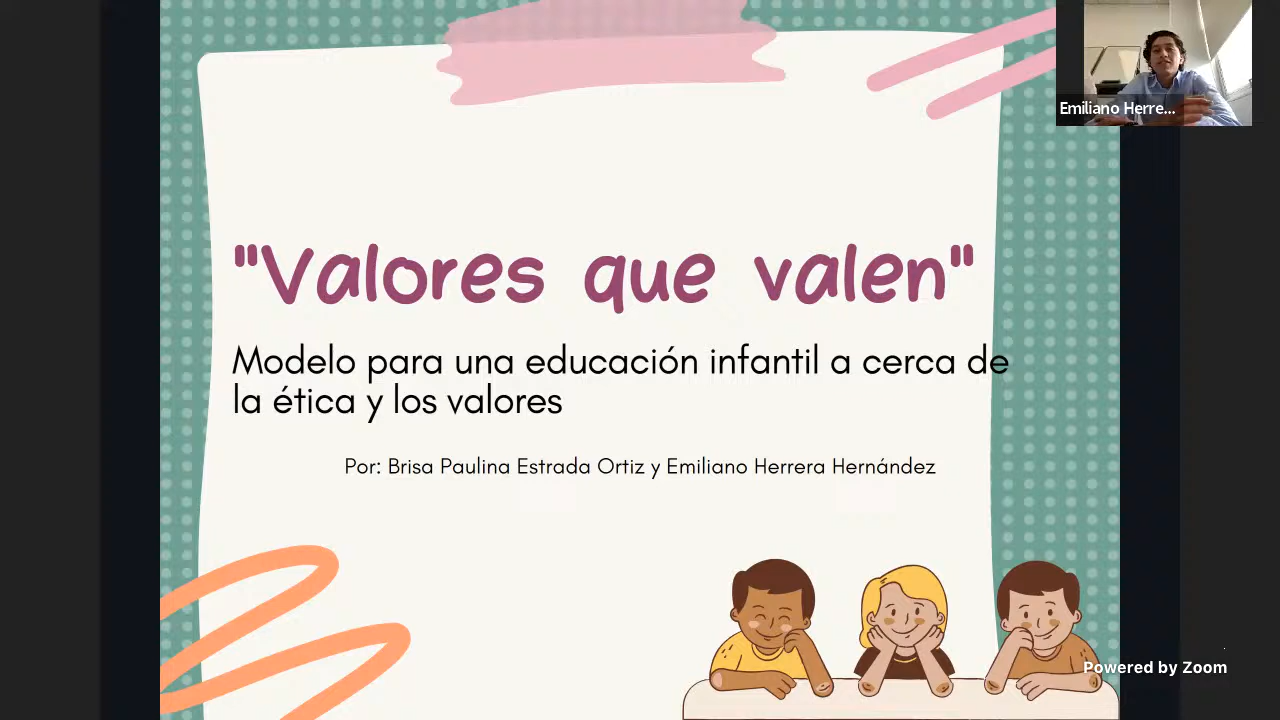 Emiliano Herre...
"Valores que valen"
Modelo para una educación infantil a cerca de
la ética y los valores
Por: Brisa Paulina Estrada Ortiz y Emiliano Herrera Hernández
Powered by Zoom